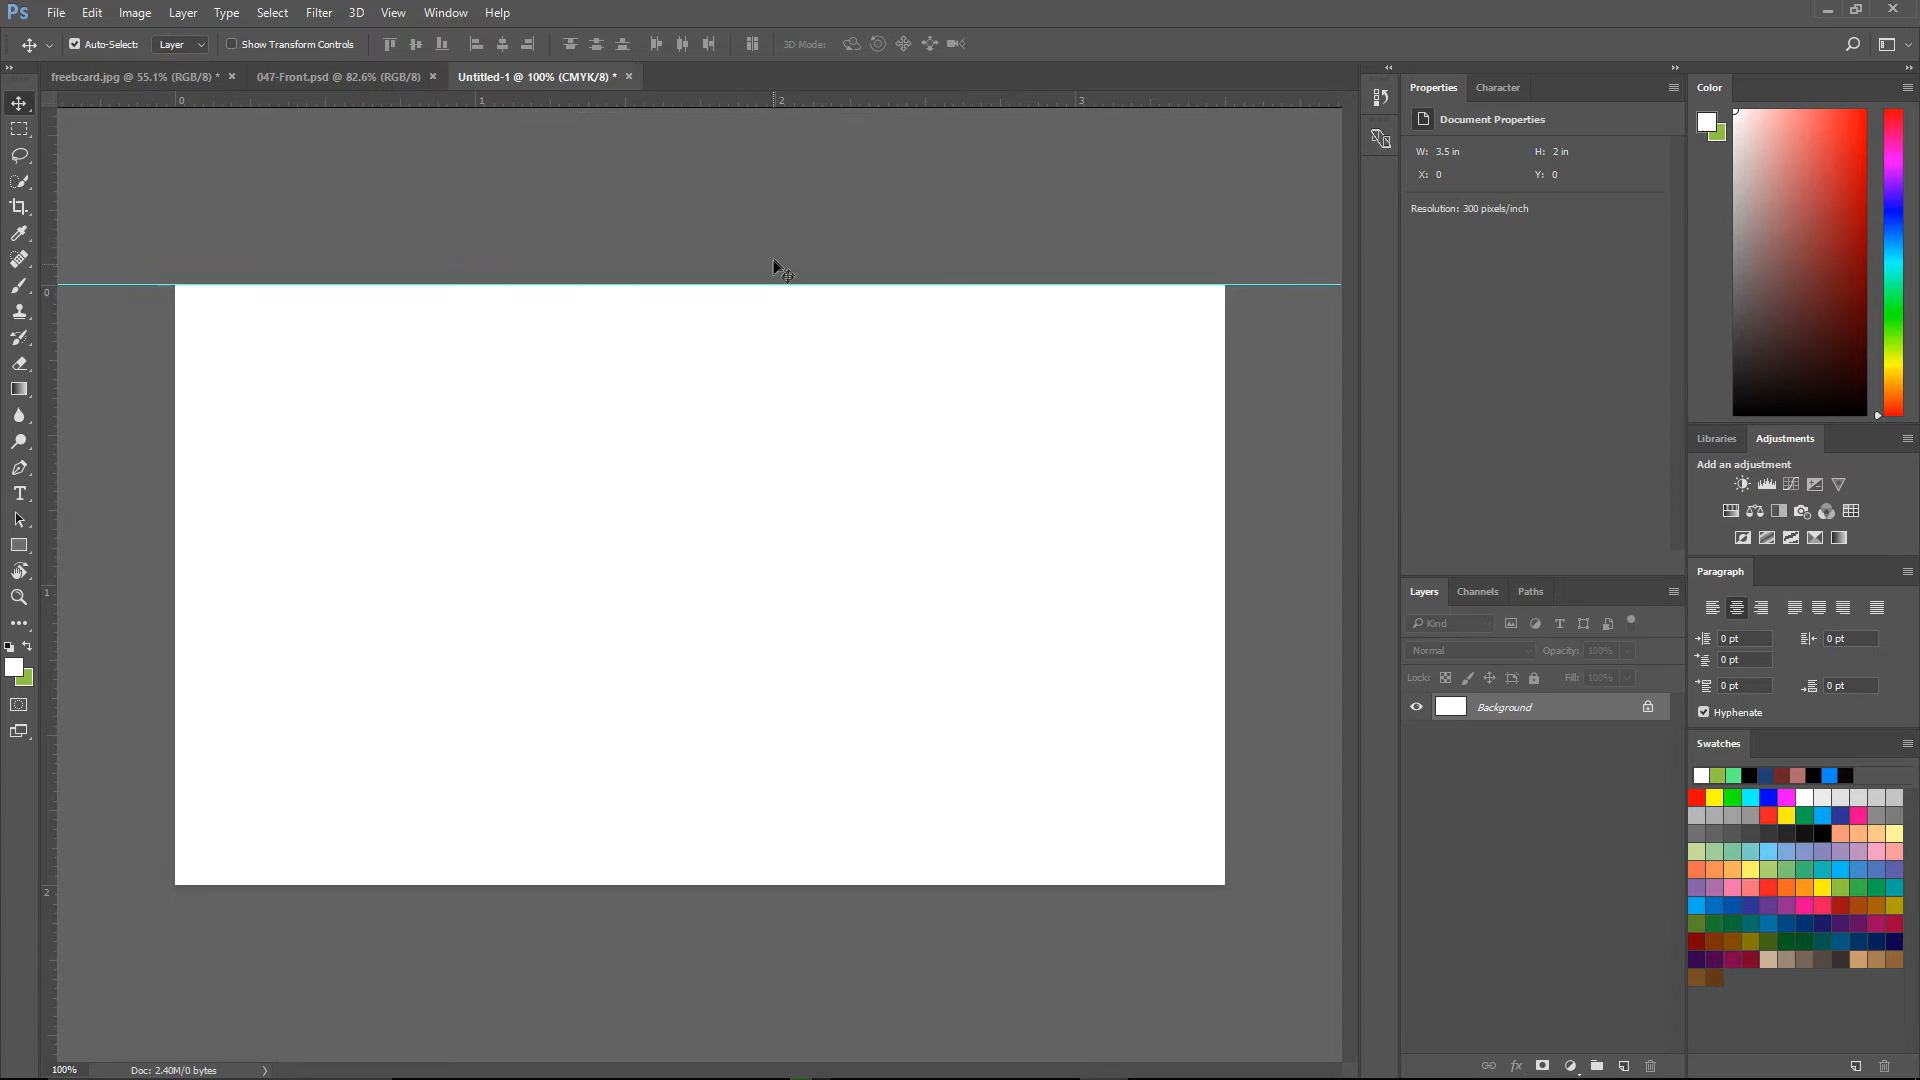 Ps File Edit Image Layer Type Select Filter 3D View Window Help
Auto-Select: Layer Show Transform Controls 3D Mode:
freebcard.jpg @ 55.1% (RGB/8) * × 047-Front.psd @ 82.6% (RGB/8) × Untitled-1 @ 100% (CMYK/8) * ×
0 1 2 3
0
1
2
Properties Character
Document Properties
W: 3.5 in H: 2 in
X: 0 Y: 0
Resolution: 300 pixels/inch
Layers Channels Paths
Kind
Normal Opacity: 100%
Lock: Fill: 100%
Background
Color
Libraries Adjustments
Add an adjustment
Paragraph
0 pt 0 pt
0 pt
0 pt 0 pt
Hyphenate
Swatches
100% Doc: 2.40M/0 bytes